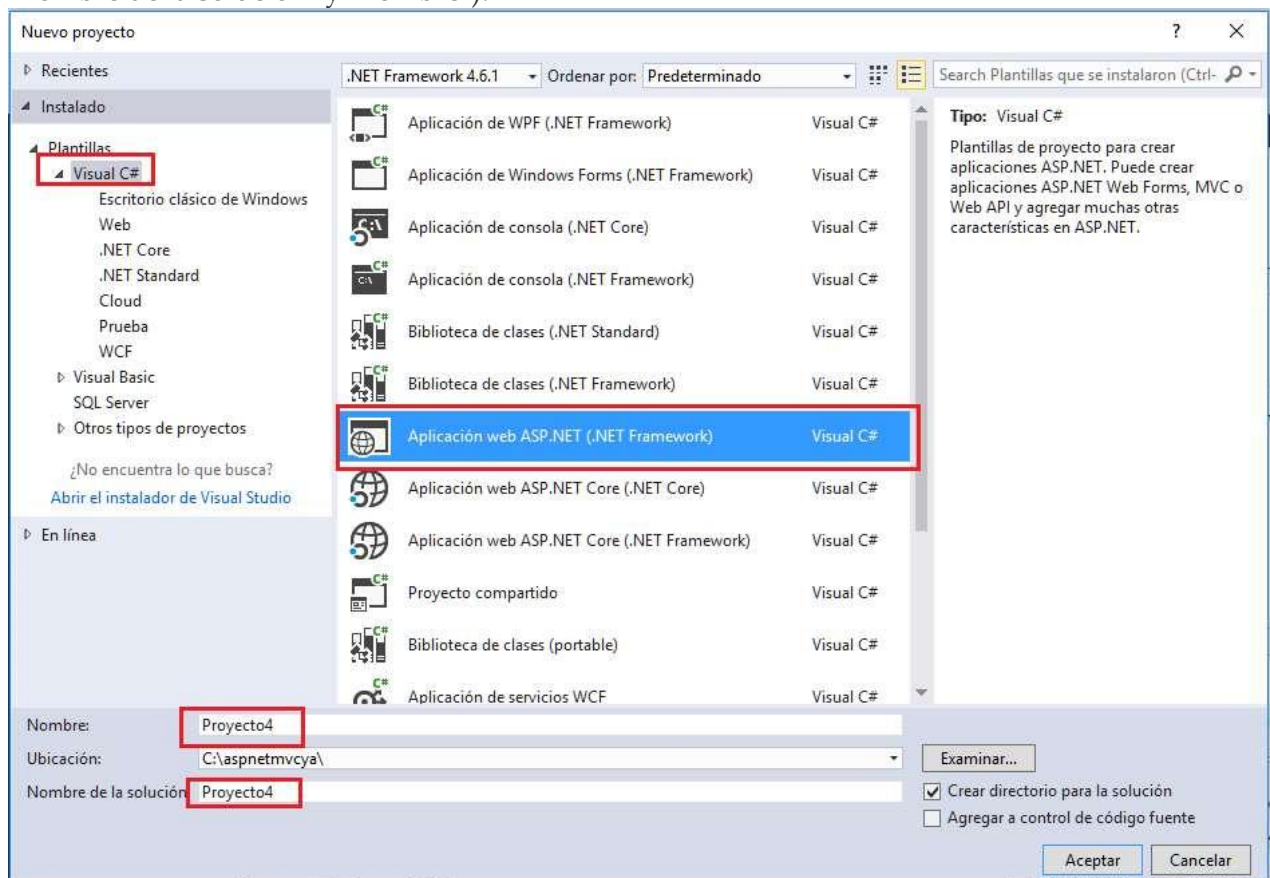 Nuevo proyecto
?
Recientes
.NET Framework 4.6.1
Ordenar por: Predeterminado
Search Plantillas que se instalaron (Ctrl-
Instalado
Plantillas
Visual C#
Escritorio clásico de Windows
Web
.NET Core
.NET Standard
Cloud
Prueba
WCF
Visual Basic
SQL Server
Otros tipos de proyectos
¿No encuentra lo que busca?
Abrir el instalador de Visual Studio
En línea
Aplicación de WPF (.NET Framework) Visual C#
Aplicación de Windows Forms (.NET Framework) Visual C#
Aplicación de consola (.NET Core) Visual C#
Aplicación de consola (.NET Framework) Visual C#
Biblioteca de clases (.NET Standard) Visual C#
Biblioteca de clases (.NET Framework) Visual C#
Aplicación web ASP.NET (.NET Framework) Visual C#
Aplicación web ASP.NET Core (.NET Core) Visual C#
Aplicación web ASP.NET Core (.NET Framework) Visual C#
Proyecto compartido Visual C#
Biblioteca de clases (portable) Visual C#
Aplicación de servicios WCF Visual C#
Tipo: Visual C#
Plantillas de proyecto para crear
aplicaciones ASP.NET. Puede crear
aplicaciones ASP.NET Web Forms, MVC o
Web API y agregar muchas otras
características en ASP.NET.
Nombre: Proyecto4
Ubicación: C:\aspnetmvcya\
Examinar...
Nombre de la solución Proyecto4
Crear directorio para la solución
Agregar a control de código fuente
Aceptar
Cancelar